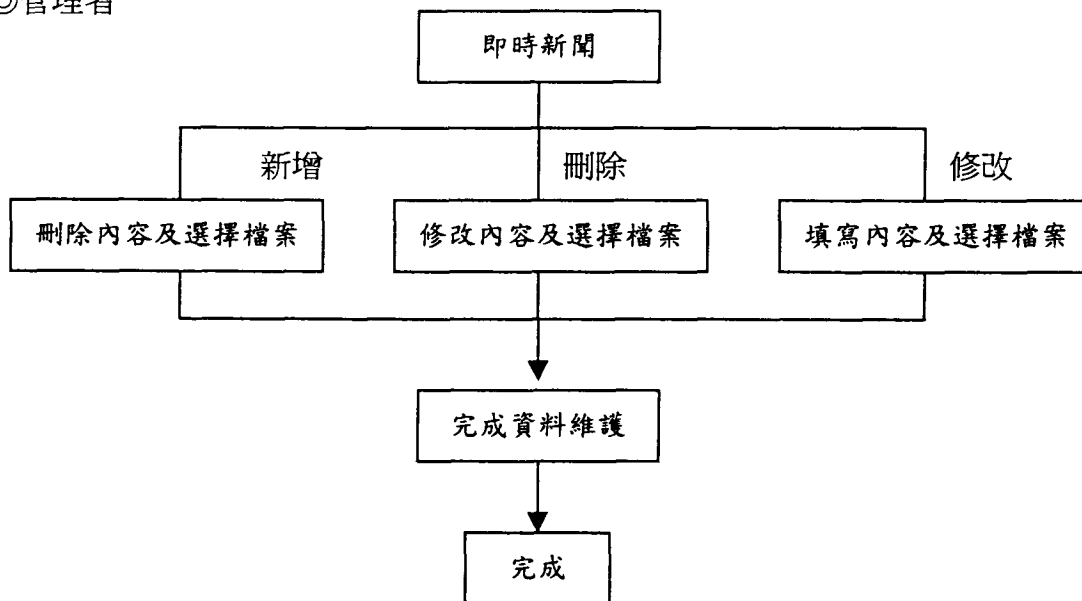 ◎管理者
即時新聞
新增
刪除
修改
刪除內容及選擇檔案
修改內容及選擇檔案
填寫內容及選擇檔案
完成資料維護
完成